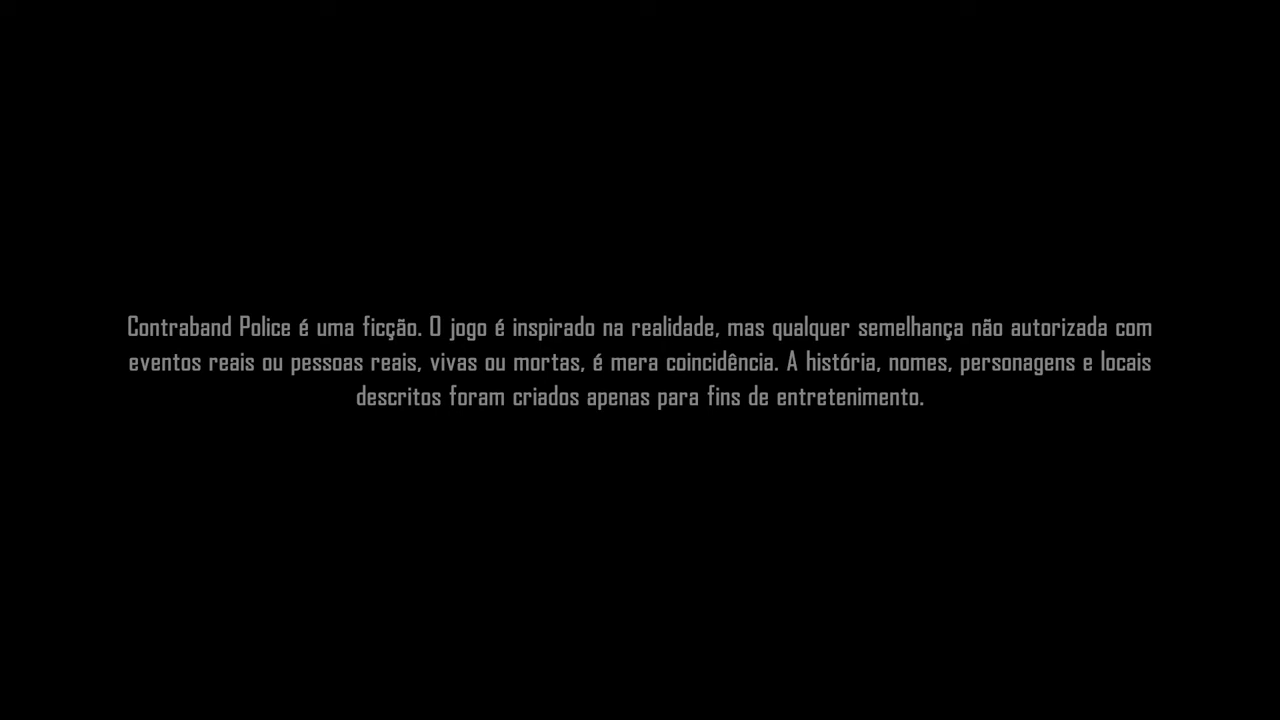 Contraband Police é uma ficção. O jogo é inspirado na realidade, mas qualquer semelhança não autorizada com
eventos reais ou pessoas reais, vivas ou mortas, é mera coincidência. A história, nomes, personagens e locais
descritos foram criados apenas para fins de entretenimento.